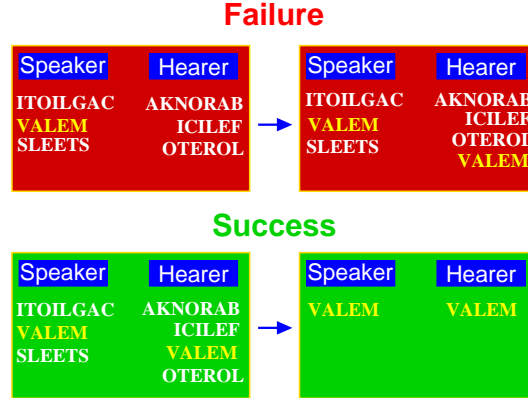 Failure
Speaker Hearer
ITOILGAC AKNORAB
VALEM ICILEF
SLEETS OTEROL
Speaker Hearer
ITOILGAC AKNORAB
VALEM ICILEF
SLEETS OTEROL
VALEM
Success
Speaker Hearer
ITOILGAC AKNORAB
VALEM ICILEF
SLEETS VALEM
OTEROL
Speaker Hearer
VALEM VALEM